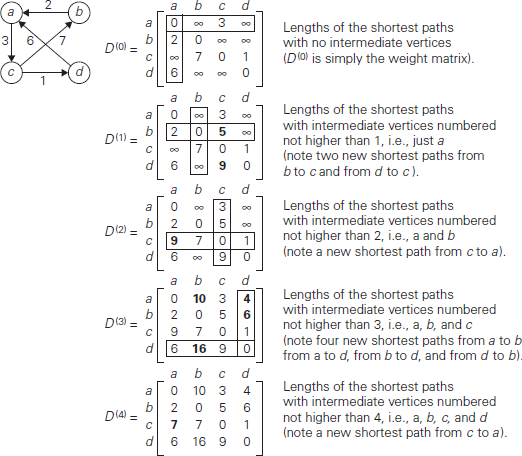 2
a b
3 6 7
c d
1
a b c d
a 0 ∞ 3 ∞
b 2 0 ∞ ∞
D(0) =
c ∞ 7 0 1
d 6 ∞ ∞ 0
Lengths of the shortest paths
with no intermediate vertices
(D(0) is simply the weight matrix).
a b c d
a 0 ∞ 3 ∞
b 2 0 5 ∞
D(1) =
c ∞ 7 0 1
d 6 ∞ 9 0
Lengths of the shortest paths
with intermediate vertices numbered
not higher than 1, i.e., just a
(note two new shortest paths from
b to c and from d to c).
a b c d
a 0 ∞ 3 ∞
b 2 0 5 ∞
D(2) =
c 9 7 0 1
d 6 ∞ 9 0
Lengths of the shortest paths
with intermediate vertices numbered
not higher than 2, i.e., a and b
(note a new shortest path from c to a).
a b c d
a 0 10 3 4
b 2 0 5 6
D(3) =
c 9 7 0 1
d 6 16 9 0
Lengths of the shortest paths
with intermediate vertices numbered
not higher than 3, i.e., a, b, and c
(note four new shortest paths from a to b
from a to d, from b to d, and from d to b).
a b c d
a 0 10 3 4
b 2 0 5 6
D(4) =
c 7 7 0 1
d 6 16 9 0
Lengths of the shortest paths
with intermediate vertices numbered
not higher than 4, i.e., a, b, c, and d
(note a new shortest path from c to a).